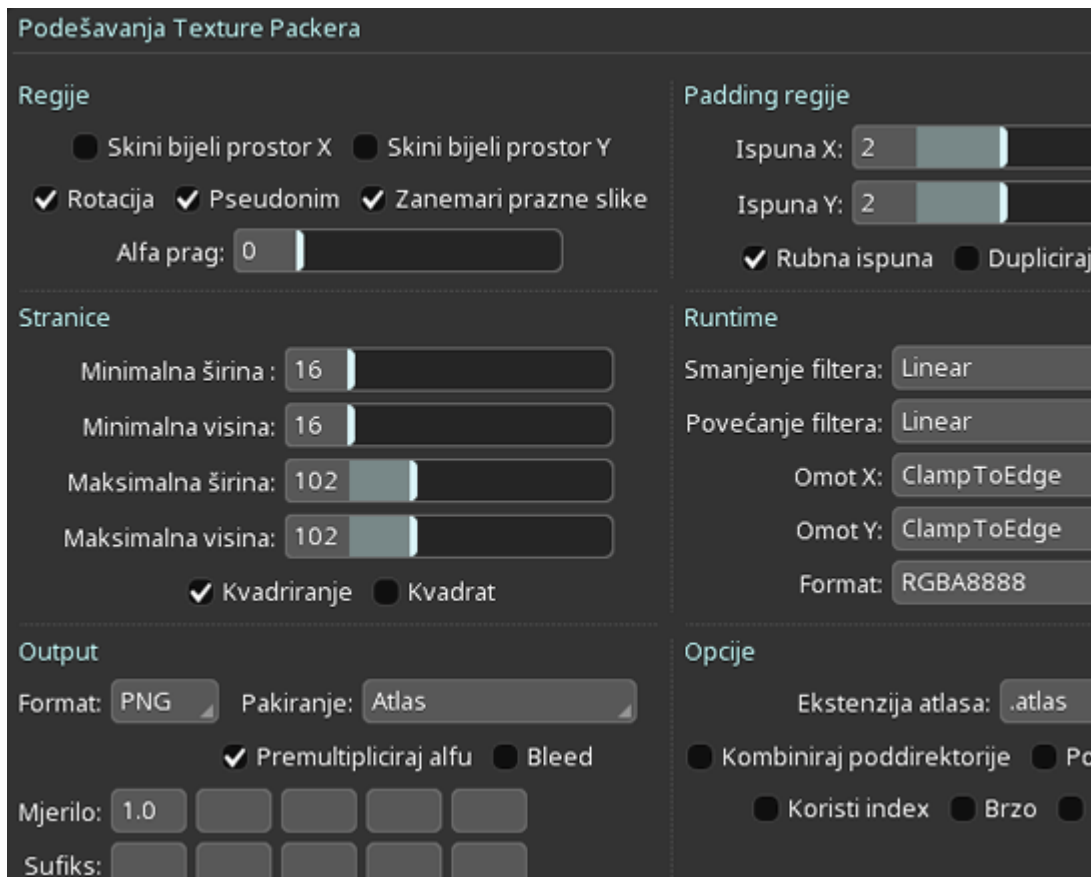 Podešavanja Texture Packera
Regije
Skini bijeli prostor X Skini bijeli prostor Y
Rotacija Pseudonim Zanemari prazne slike
Alfa prag: 0
Padding regije
Ispuna X: 2
Ispuna Y: 2
Rubna ispuna Dupliciraj
Stranice
Minimalna širina : 16
Minimalna visina: 16
Maksimalna širina: 102
Maksimalna visina: 102
Kvadriranje Kvadrat
Runtime
Smanjenje filtera: Linear
Povećanje filtera: Linear
Omot X: ClampToEdge
Omot Y: ClampToEdge
Format: RGBA8888
Output
Format: PNG Pakiranje: Atlas
Premultipliciraj alfu Bleed
Mjerilo: 1.0
Sufiks:
Opcije
Ekstenzija atlasa: .atlas
Kombiniraj poddirektorije
Koristi index Brzo